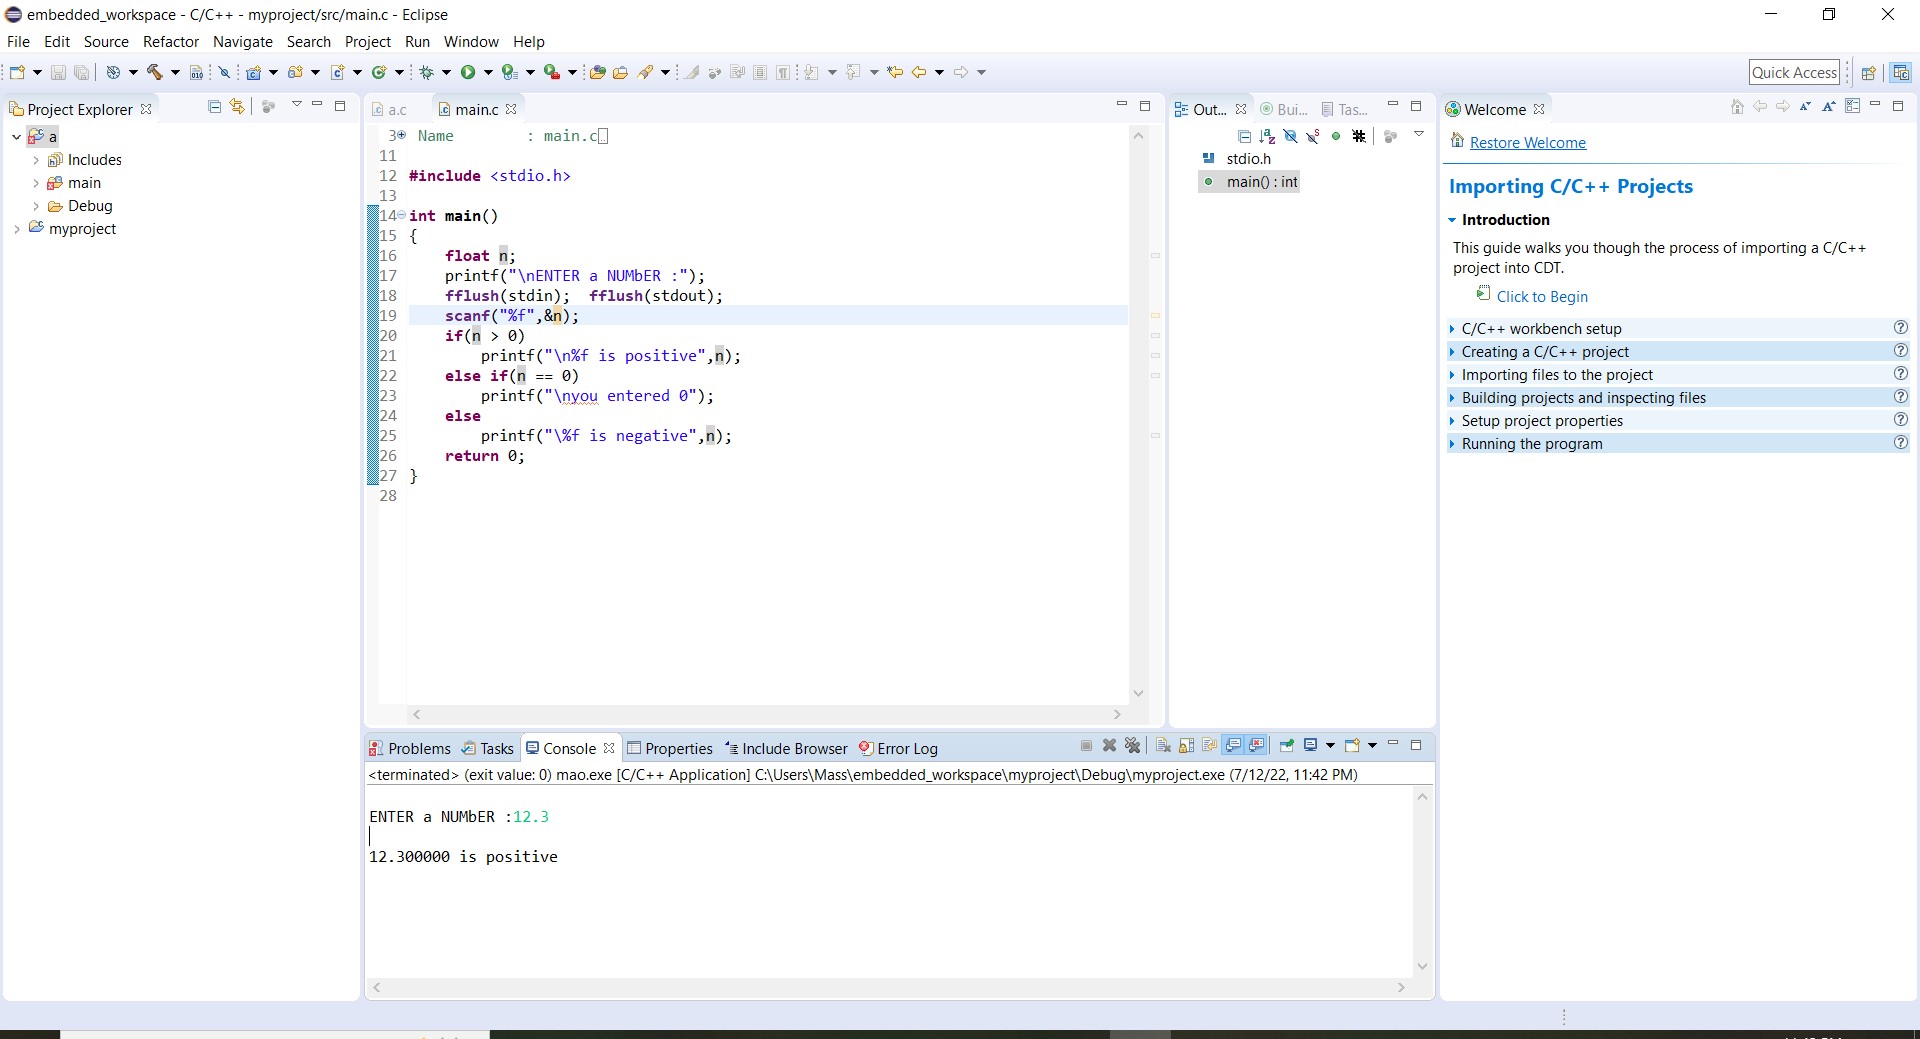 embedded_workspace - C/C++ - myproject/src/main.c - Eclipse
File Edit Source Refactor Navigate Search Project Run Window Help
Quick Access
Project Explorer
a
Includes
main
Debug
myproject
a.c main.c
3 Name : main.c
11
12 #include <stdio.h>
13
14 int main()
15 {
16 float n;
17 printf("\nENTER a NUMbER :");
18 fflush(stdin); fflush(stdout);
19 scanf("%f",&n);
20 if(n > 0)
21 printf("\n%f is positive",n);
22 else if(n == 0)
23 printf("\nyou entered 0");
24 else
25 printf("\%f is negative",n);
26 return 0;
27 }
28
Out... Bui... Tas...
stdio.h
main() : int
Welcome
Restore Welcome
Importing C/C++ Projects
Introduction
This guide walks you though the process of importing a C/C++
project into CDT.
Click to Begin
C/C++ workbench setup
Creating a C/C++ project
Importing files to the project
Building projects and inspecting files
Setup project properties
Running the program
Problems Tasks Console Properties Include Browser Error Log
<terminated> (exit value: 0) mao.exe [C/C++ Application] C:\Users\Mass\embedded_workspace\myproject\Debug\myproject.exe (7/12/22, 11:42 PM)
ENTER a NUMbER :12.3
12.300000 is positive